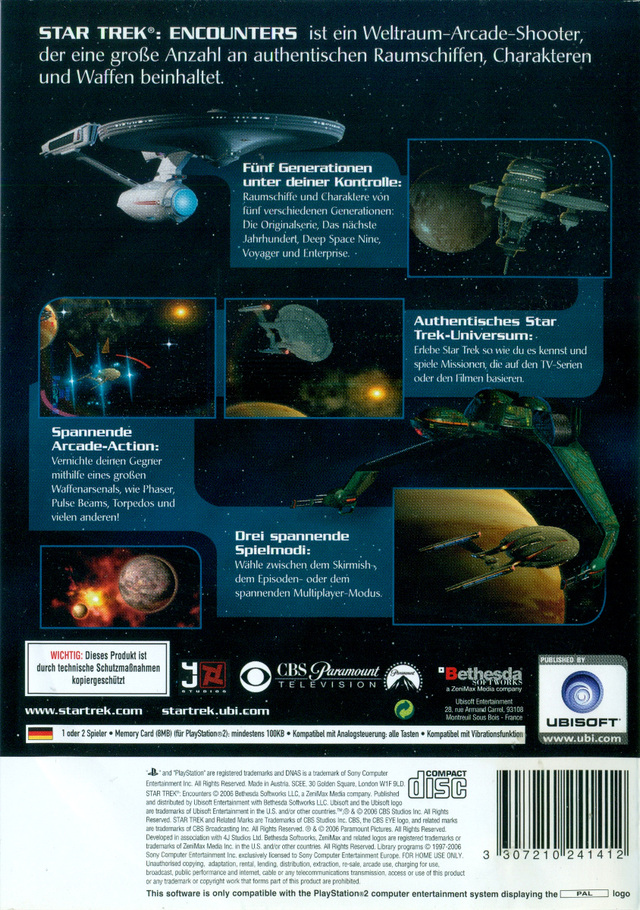 STAR TREK®: ENCOUNTERS ist ein Weltraum-Arcade-Shooter,
der eine große Anzahl an authentischen Raumschiffen, Charakteren
und Waffen beinhaltet.
Fünf Generationen
unter deiner Kontrolle:
Raumschiffe und Charaktere von
fünf verschiedenen Generationen:
Die Originalserie, Das nächste
Jahrhundert, Deep Space Nine,
Voyager und Enterprise.
Authentisches Star
Trek-Universum:
Erlebe Star Trek so wie du es kennst und
spiele Missionen, die auf den TV-Serien
oder den Filmen basieren.
Spannende
Arcade-Action:
Vernichte deinen Gegner
mithilfe eines großen
Waffenarsenals, wie Phaser,
Pulse Beams, Torpedos und
vielen anderen!
Drei spannende
Spielmodi:
Wähle zwischen dem Skirmish-,
dem Episoden- oder dem
spannenden Multiplayer-Modus.
WICHTIG: Dieses Produkt ist
durch technische Schutzmaßnahmen
kopiergeschützt
4J
STUDIOS
CBS Paramount
TELEVISION
Paramount
Bethesda
SOFTWORKS
a ZeniMax Media company
Ubisoft Entertainment
28, rue Armand Carrel, 93108
Montreuil Sous Bois - France
PUBLISHED BY
UBISOFT
www.ubi.com
www.startrek.com startrek.ubi.com
1 oder 2 Spieler • Memory Card (8MB) (für PlayStation®2): mindestens 100KB • Kompatibel mit Analogsteuerung: alle Tasten • Kompatibel mit Vibrationsfunktion
"PS" and "PlayStation" are registered trademarks and DNAS is a trademark of Sony Computer
Entertainment Inc. All Rights Reserved. Made in Austria. SCEE, 30 Golden Square, London W1F 9LD.
STAR TREK®: Encounters © 2006 Bethesda Softworks LLC, a ZeniMax Media company. Published
and distributed by Ubisoft Entertainment with Bethesda Softworks LLC. Ubisoft and the Ubisoft logo
are trademarks of Ubisoft Entertainment in the U.S. and/or other countries.™,® & © 2006 CBS Studios Inc. All Rights
Reserved. STAR TREK and Related Marks are Trademarks of CBS Studios Inc. CBS, the CBS EYE logo, and related marks
are trademarks of CBS Broadcasting Inc. All Rights Reserved. ® & © 2006 Paramount Pictures. All Rights Reserved.
Developed in association with 4J Studios Ltd. Bethesda Softworks, ZeniMax and related logos are registered trademarks or
trademarks of ZeniMax Media Inc. in the U.S. and/or other countries. All Rights Reserved. Library programs © 1997-2006
Sony Computer Entertainment Inc. exclusively licensed to Sony Computer Entertainment Europe. FOR HOME USE ONLY.
Unauthorised copying, adaptation, rental, lending, distribution, extraction, re-sale, arcade use, charging for use,
broadcast, public performance and internet, cable or any telecommunications transmission, access or use of this product
or any trademark or copyright work that forms part of this product are prohibited.
COMPACT
disc
3 307210 241412
This software is only compatible with the PlayStation®2 computer entertainment system displaying the PAL logo